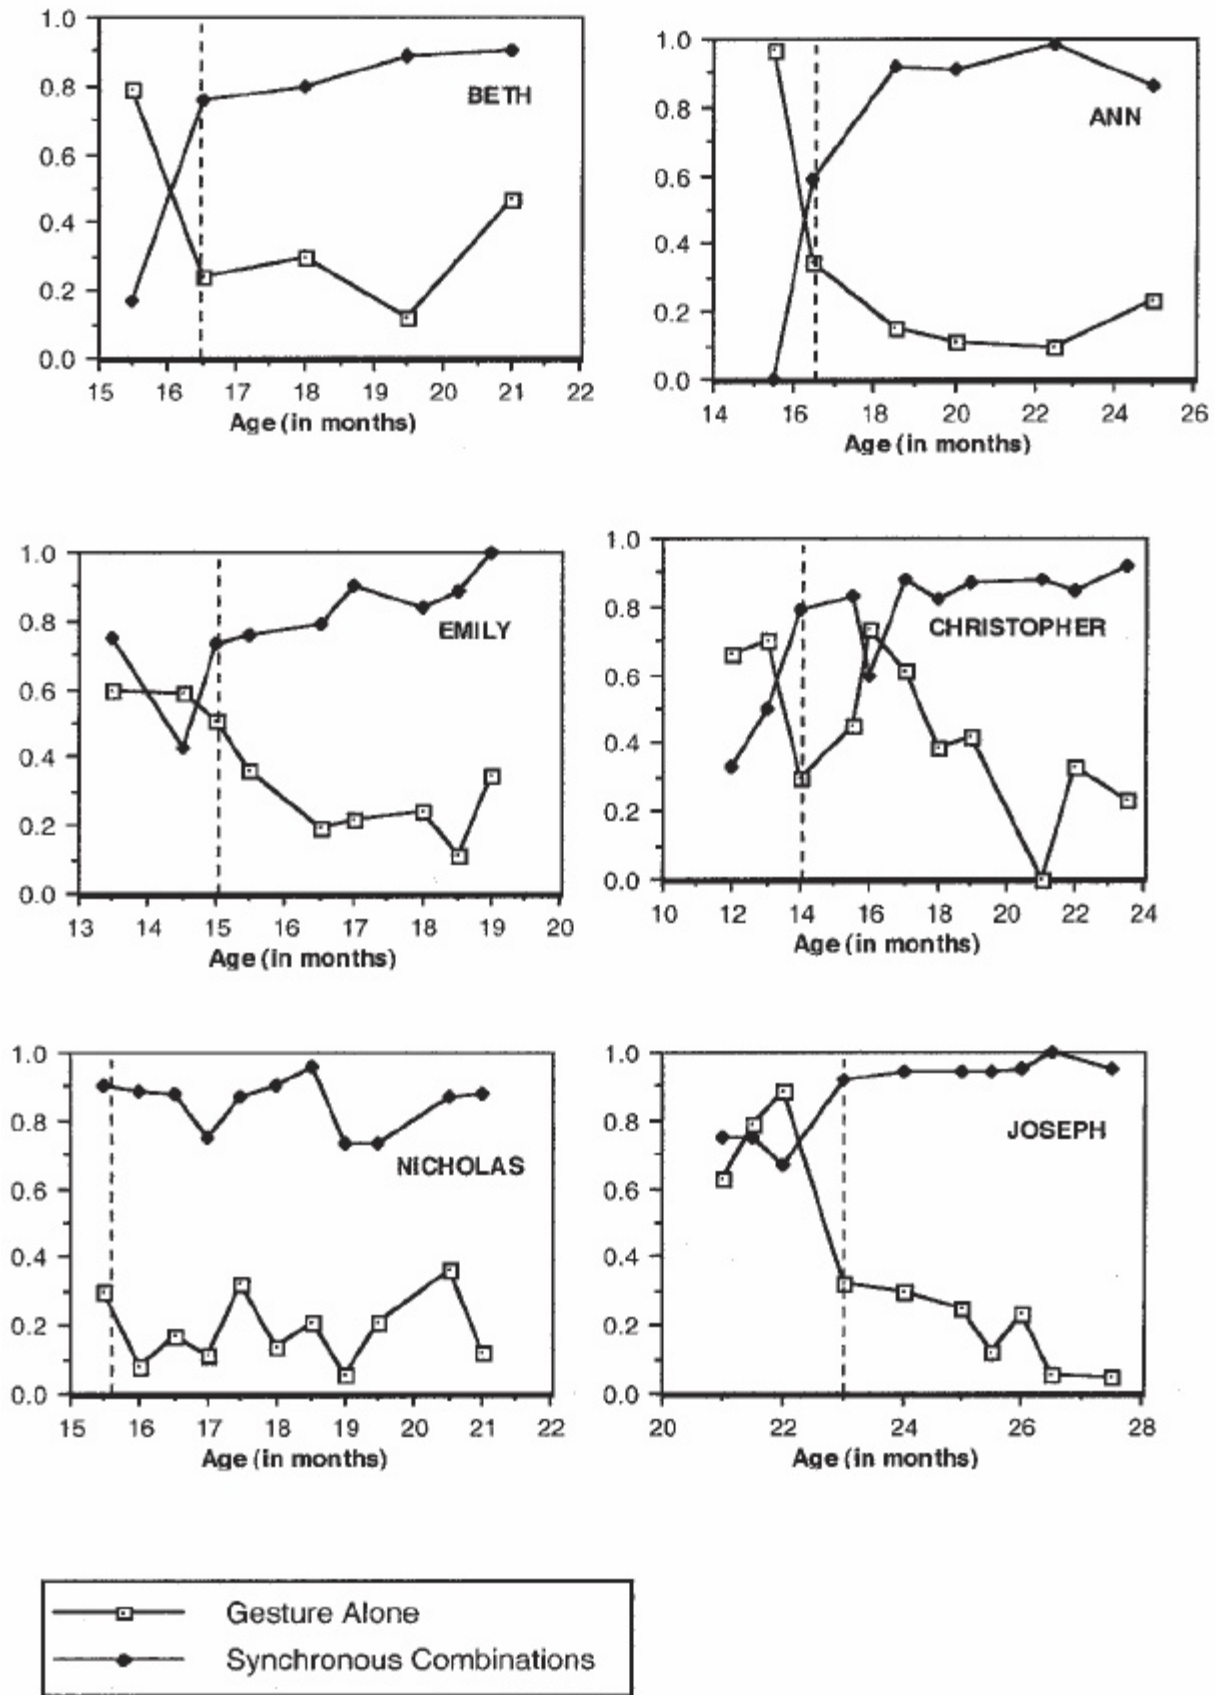 1.0
0.8
0.6
0.4
0.2
0.0
BETH
15 16 17 18 19 20 21 22
Age (in months)
1.0
0.8
0.6
0.4
0.2
0.0
ANN
14 16 18 20 22 24 26
Age (in months)
1.0
0.8
0.6
0.4
0.2
0.0
EMILY
13 14 15 16 17 18 19 20
Age (in months)
1.0
0.8
0.6
0.4
0.2
0.0
CHRISTOPHER
10 12 14 16 18 20 22 24
Age (in months)
1.0
0.8
0.6
0.4
0.2
0.0
NICHOLAS
15 16 17 18 19 20 21 22
Age (in months)
1.0
0.8
0.6
0.4
0.2
0.0
JOSEPH
20 22 24 26 28
Age (in months)
Gesture Alone
Synchronous Combinations